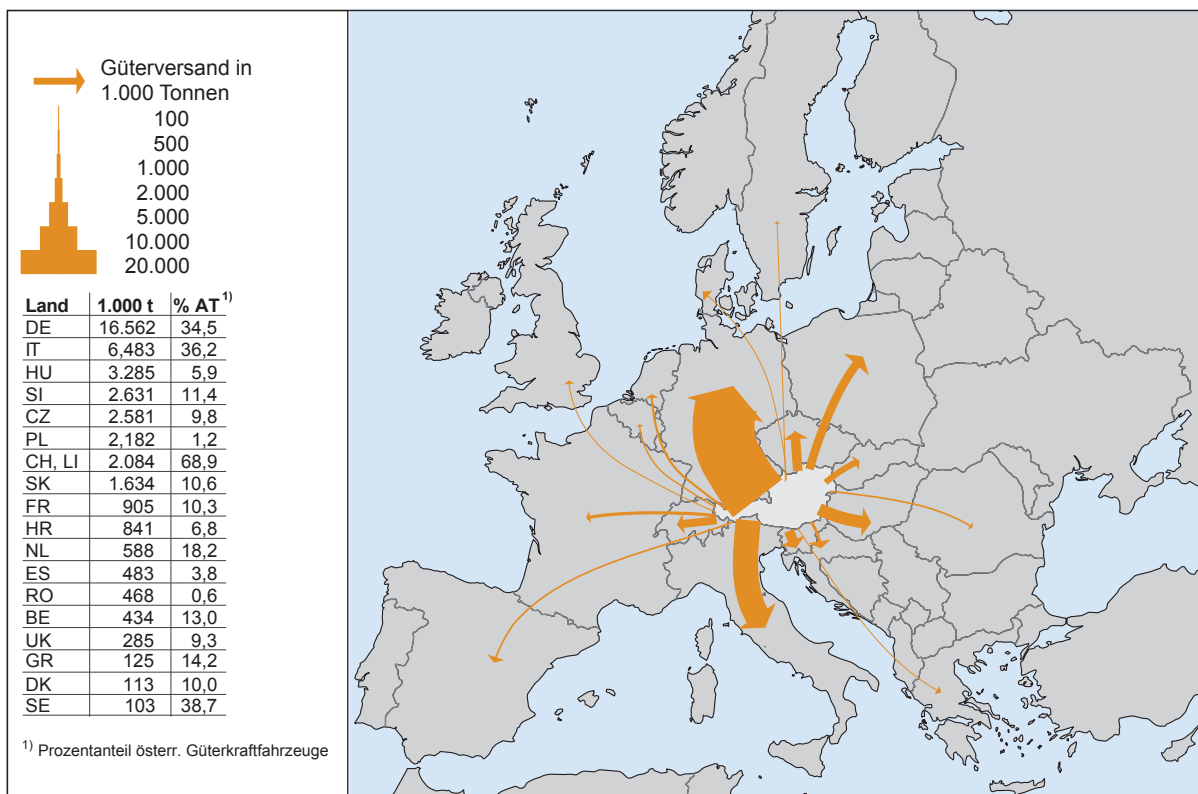 Güterversand in
1.000 Tonnen
100
500
1.000
2.000
5.000
10.000
20.000
Land 1.000 t % AT 1)
DE 16.562 34,5
IT 6,483 36,2
HU 3.285 5,9
SI 2.631 11,4
CZ 2.581 9,8
PL 2,182 1,2
CH, LI 2.084 68,9
SK 1.634 10,6
FR 905 10,3
HR 841 6,8
NL 588 18,2
ES 483 3,8
RO 468 0,6
BE 434 13,0
UK 285 9,3
GR 125 14,2
DK 113 10,0
SE 103 38,7
1) Prozentanteil österr. Güterkraftfahrzeuge